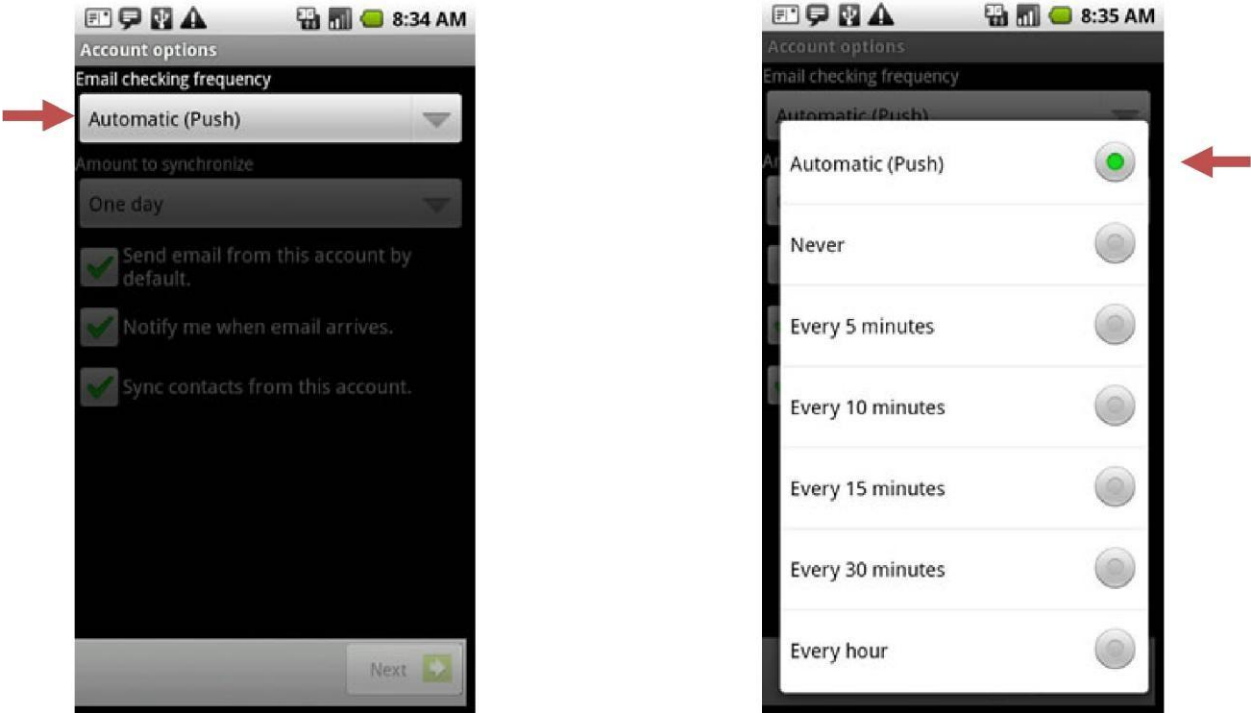 8:34 AM
Account options
Email checking frequency
Automatic (Push)
Amount to synchronize
One day
Send email from this account by
default.
Notify me when email arrives.
Sync contacts from this account.
Next
8:35 AM
Account options
Email checking frequency
Automatic (Push)
Automatic (Push)
Never
Every 5 minutes
Every 10 minutes
Every 15 minutes
Every 30 minutes
Every hour